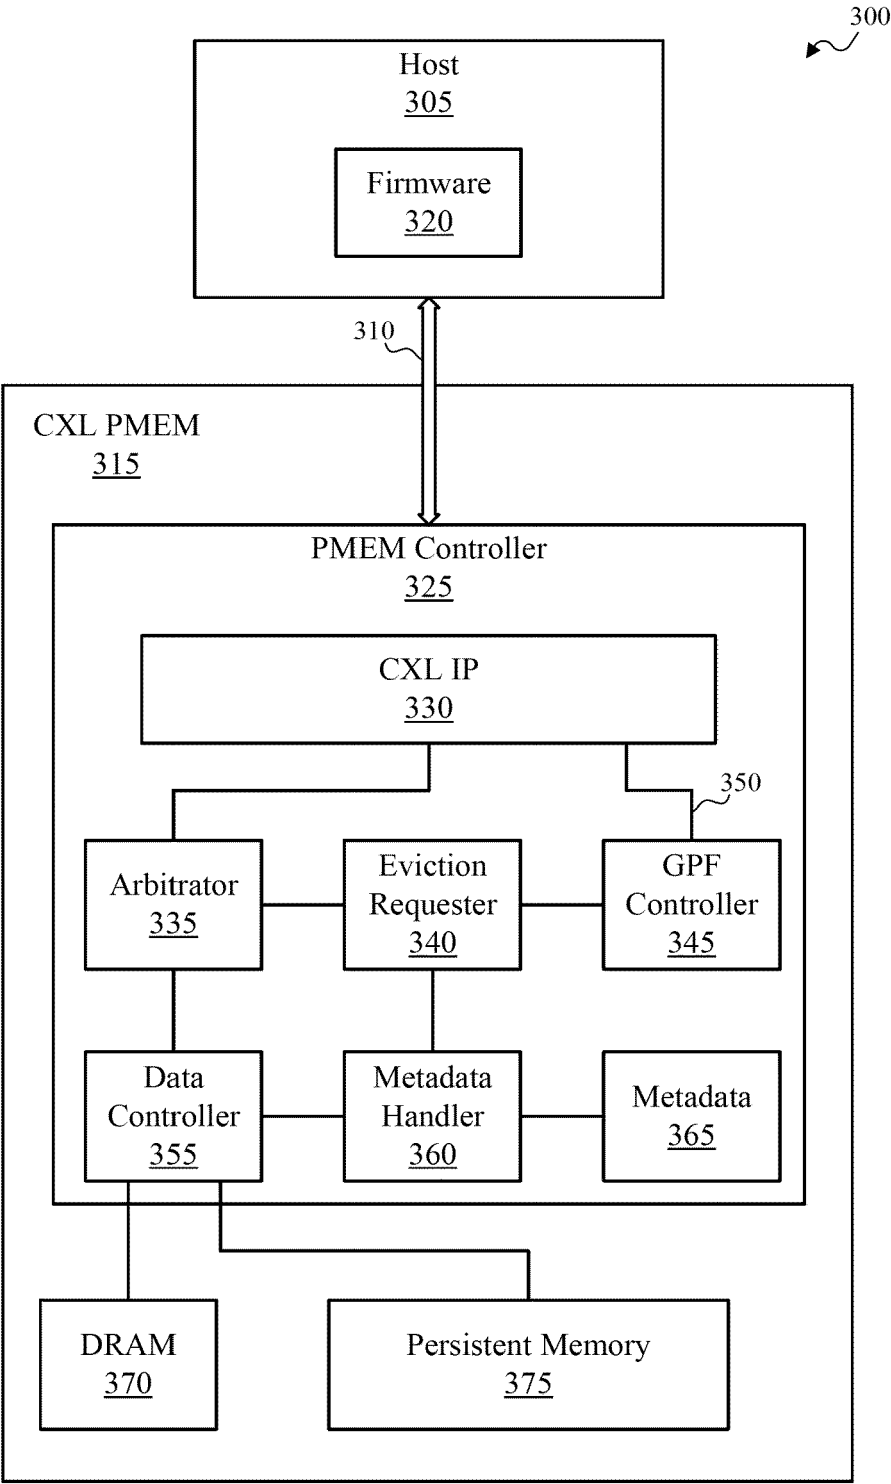 300
Host
305
Firmware
320
310
CXL PMEM
315
PMEM Controller
325
CXL IP
330
350
Arbitrator
335
Eviction
Requester
340
GPF
Controller
345
Data
Controller
355
Metadata
Handler
360
Metadata
365
DRAM
370
Persistent Memory
375